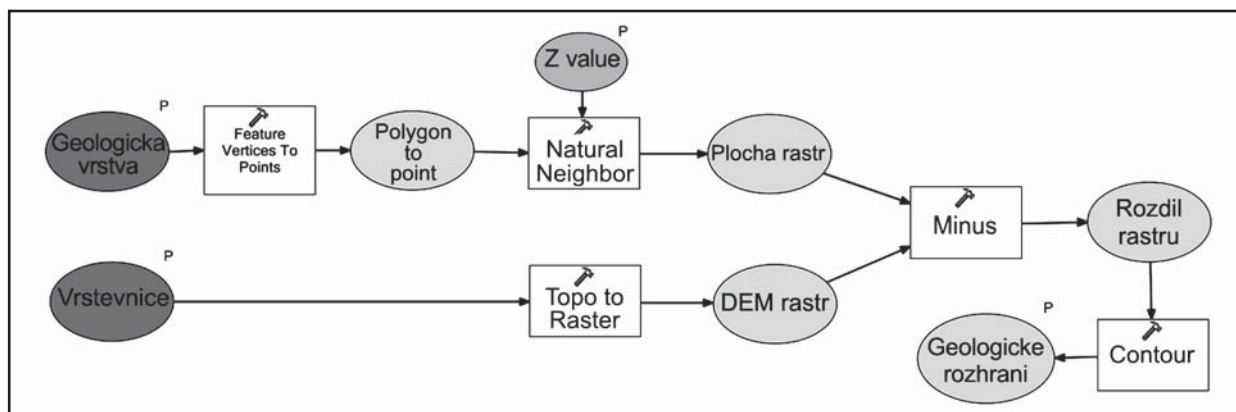 P
Z value
P
Geologicka
vrstva
Feature
Vertices To
Points
Polygon
to
point
Natural
Neighbor
Plocha rastr
Minus
Rozdil
rastru
P
Vrstevnice
Topo to
Raster
DEM rastr
P
Geologicke
rozhrani
Contour